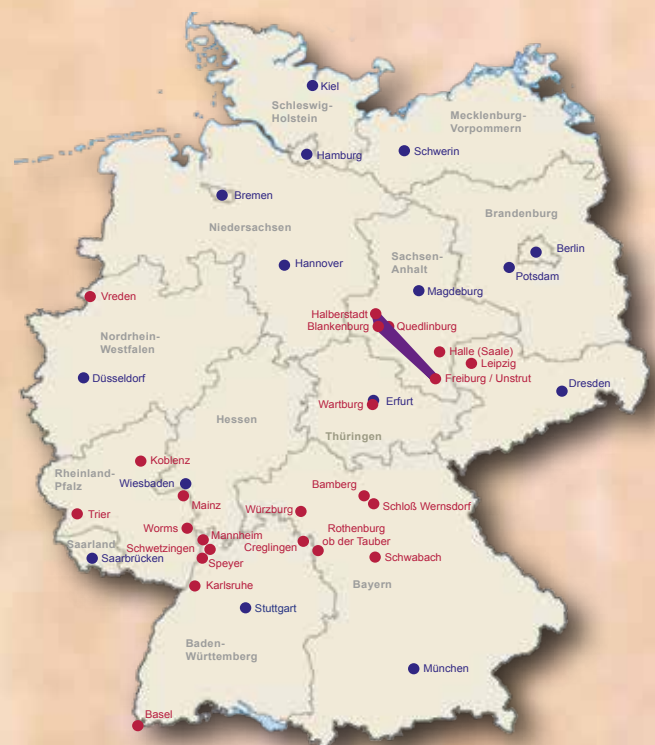 Kiel
Schleswig-
Holstein
Mecklenburg-
Vorpommern
Hamburg
Schwerin
Bremen
Brandenburg
Niedersachsen
Berlin
Hannover
Sachsen-
Anhalt
Potsdam
Vreden
Magdeburg
Halberstadt
Blankenburg
Quedlinburg
Nordrhein-
Westfalen
Halle (Saale)
Leipzig
Düsseldorf
Freiburg / Unstrut
Dresden
Wartburg
Erfurt
Hessen
Thüringen
Koblenz
Rheinland-
Pfalz
Wiesbaden
Bamberg
Mainz
Schloß Wernsdorf
Trier
Würzburg
Worms
Mannheim
Rothenburg
ob der Tauber
Saarland
Schwetzingen
Creglingen
Saarbrücken
Speyer
Schwabach
Karlsruhe
Bayern
Stuttgart
Baden-
Württemberg
München
Basel